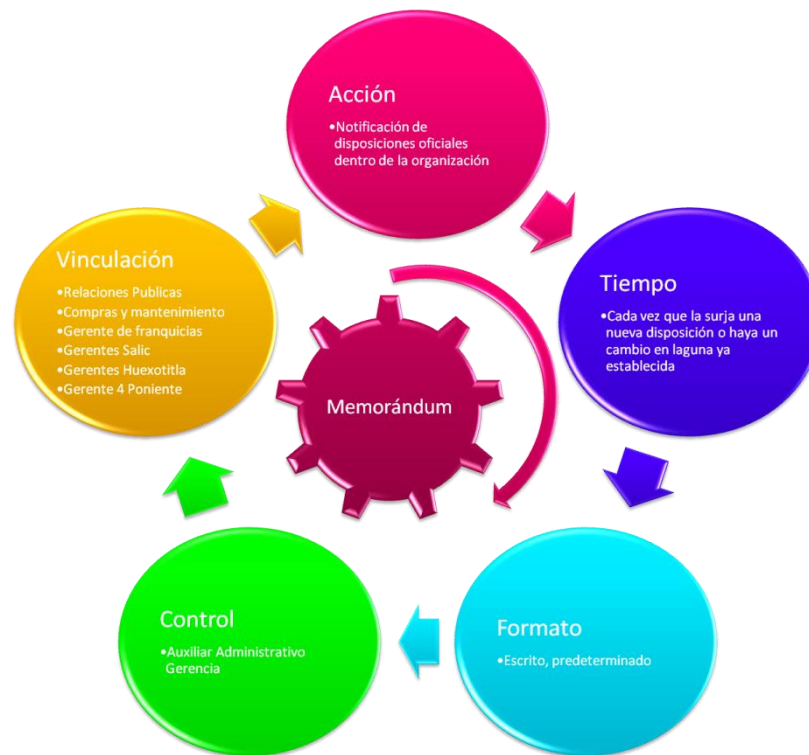 Acción
•Notificación de
disposiciones oficiales
dentro de la organización
Tiempo
•Cada vez que la surja una
nueva disposición o haya un
cambio en laguna ya
establecida
Formato
•Escrito, predeterminado
Control
•Auxiliar Administrativo
Gerencia
Vinculación
•Relaciones Publicas
•Compras y mantenimiento
•Gerente de franquicias
•Gerentes Salic
•Gerentes Huexotitla
•Gerente 4 Poniente
Memorándum